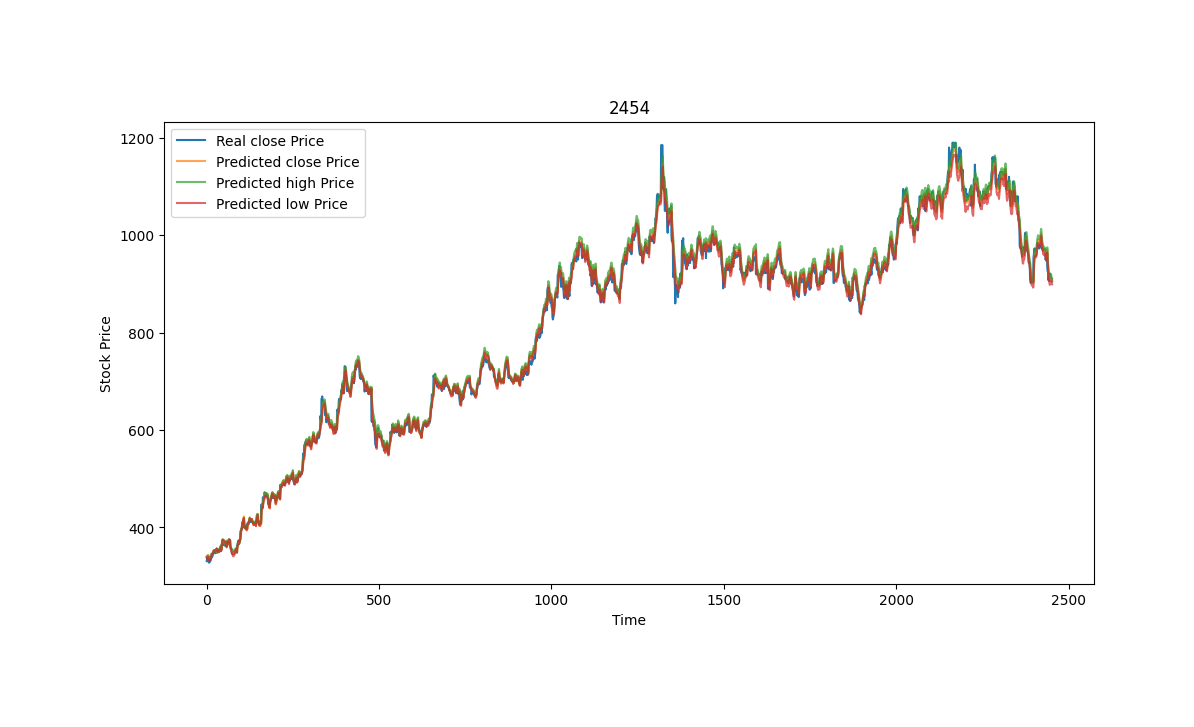 2454
Real close Price
Predicted close Price
Predicted high Price
Predicted low Price
1200
1000
800
600
400
Stock Price
0 500 1000 1500 2000 2500
Time